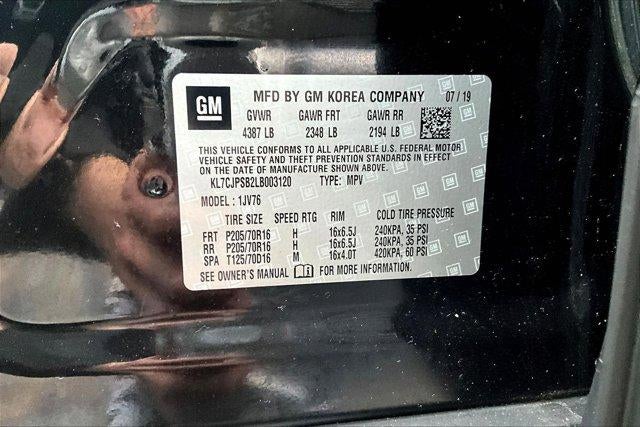 GM
MFD BY GM KOREA COMPANY 07/19
GVWR GAWR FRT GAWR RR
4387 LB 2348 LB 2194 LB
THIS VEHICLE CONFORMS TO ALL APPLICABLE U.S. FEDERAL MOTOR
VEHICLE SAFETY AND THEFT PREVENTION STANDARDS IN EFFECT
ON THE DATE OF MANUFACTURE SHOWN ABOVE.
KL7CJPSB2LB003120 TYPE: MPV
MODEL : 1JV76
TIRE SIZE SPEED RTG RIM COLD TIRE PRESSURE
FRT P205/70R16 H 16x6.5J 240KPA, 35 PSI
RR P205/70R16 H 16x6.5J 240KPA, 35 PSI
SPA T125/70D16 M 16x4.0T 420KPA, 60 PSI
SEE OWNER'S MANUAL FOR MORE INFORMATION.